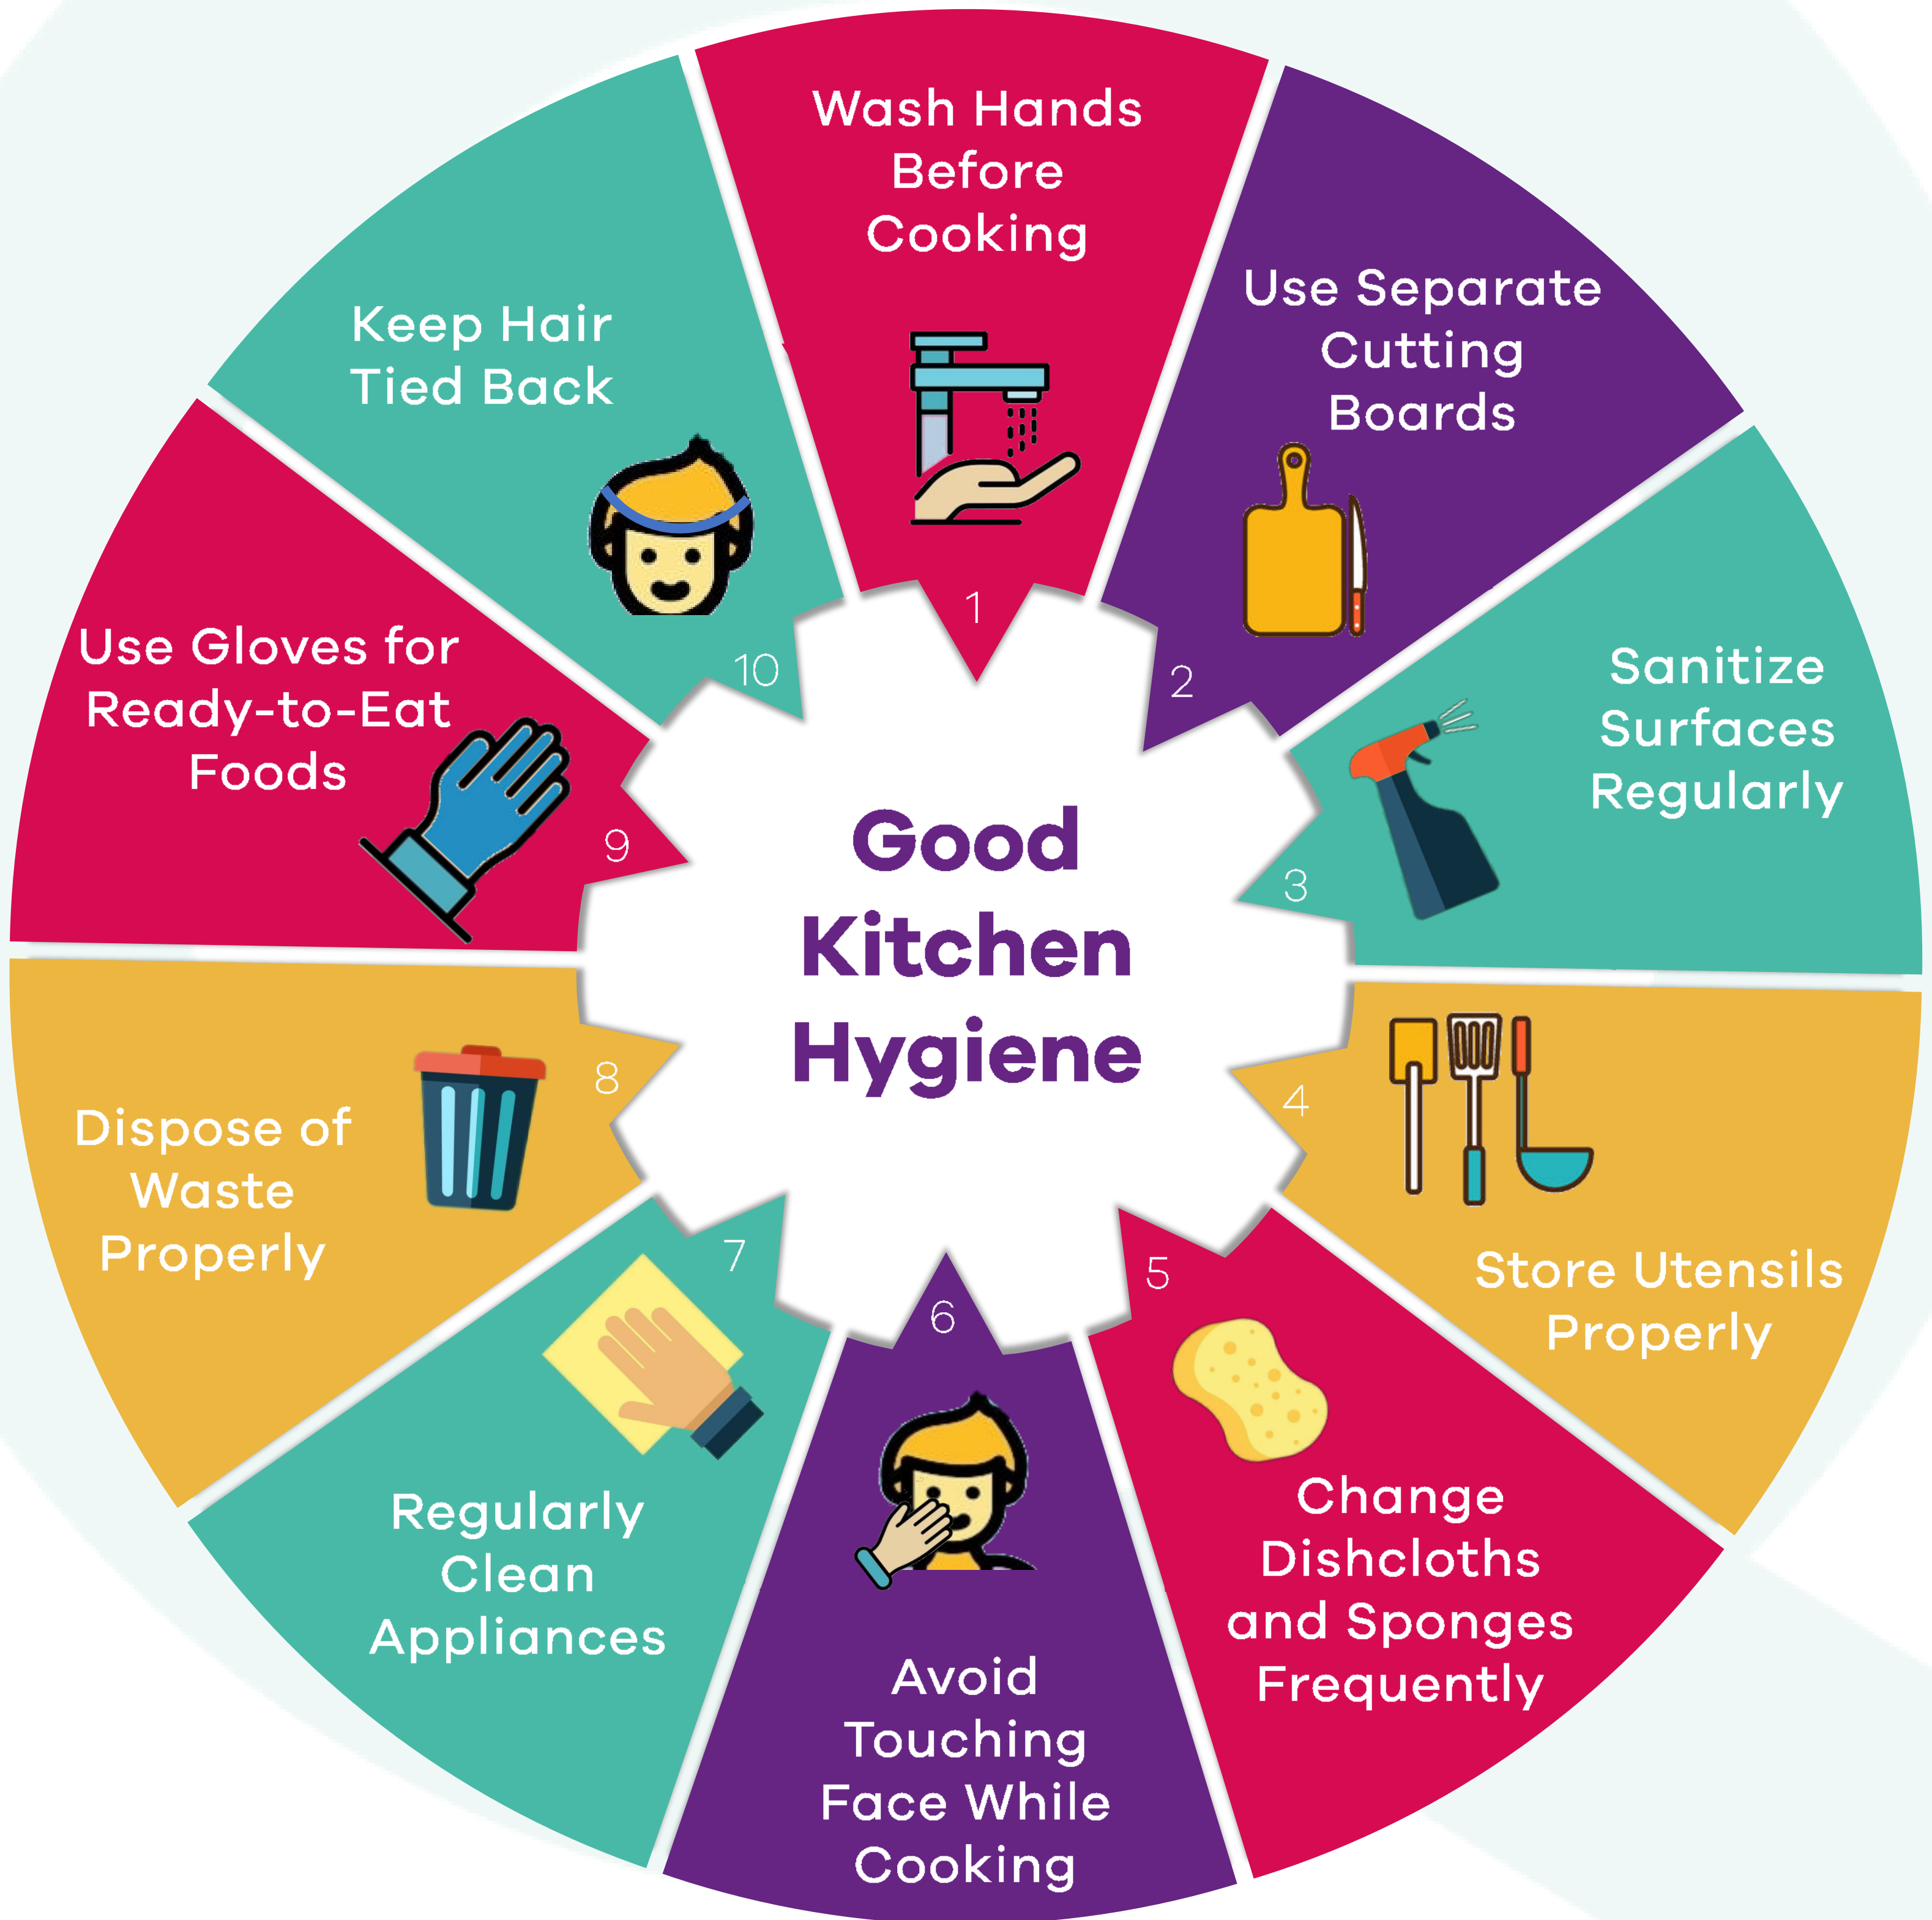 Good
Kitchen
Hygiene
Wash Hands
Before
Cooking
1
Use Separate
Cutting
Boards
2
Sanitize
Surfaces
Regularly
3
4
Store Utensils
Properly
5
Change
Dishcloths
and Sponges
Frequently
6
Avoid
Touching
Face While
Cooking
7
Regularly
Clean
Appliances
8
Dispose of
Waste
Properly
Use Gloves for
Ready-to-Eat
Foods
9
Keep Hair
Tied Back
10